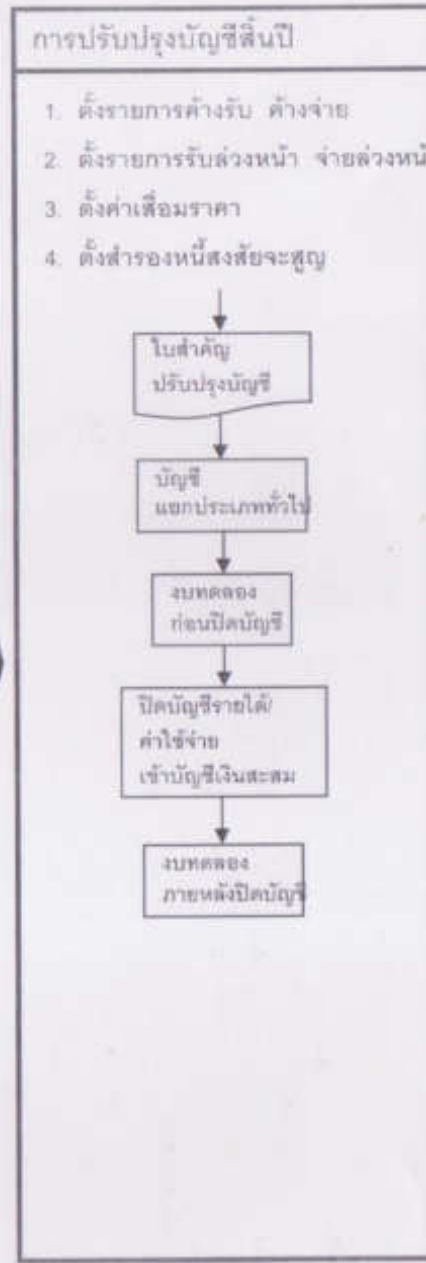 การปรับปรุงบัญชีสิ้นปี
1. ตั้งรายการค้างรับ ค้างจ่าย
2. ตั้งรายการรับล่วงหน้า จ่ายล่วงหน้
3. ตั้งค่าเสื่อมราคา
4. ตั้งสำรองหนี้สงสัยจะสูญ
ใบสำคัญ
ปรับปรุงบัญชี
บัญชี
แยกประเภททั่วไป
งบทดลอง
ก่อนปิดบัญชี
ปิดบัญชีรายได้/
ค่าใช้จ่าย
เข้าบัญชีเงินสะสม
งบทดลอง
ภายหลังปิดบัญชี